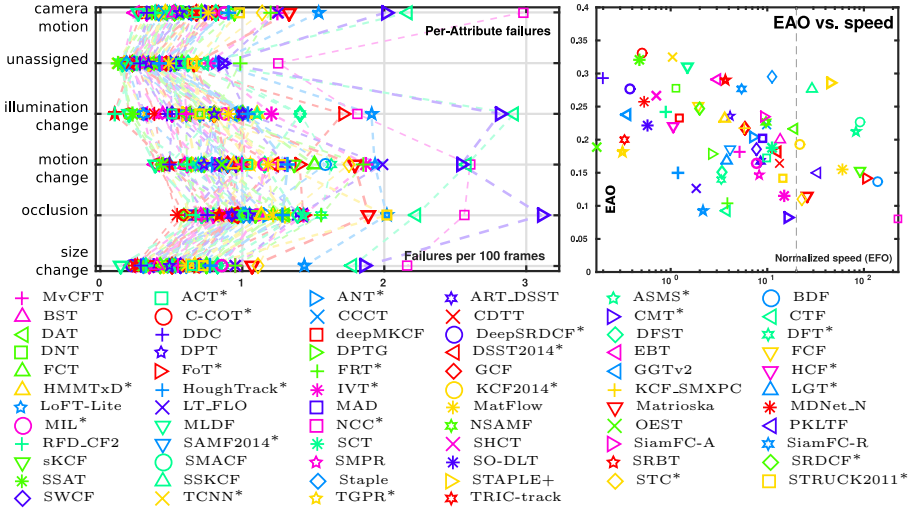 camera motion
unassigned
illumination change
motion change
occlusion
size change
Per-Attribute failures
Failures per 100 frames
0 1 2 3
EAO vs. speed
EAO
0,4
0,35
0.3
0.25
0.2
0.15
0.1
0,05
0
Normalized speed (EFO)
10⁰ 10¹ 10²
MvCFT ACT* ANT* ART_DSST ASMS* BDF
BST C-COT* CCCT CDTT CMT* CTF
DAT DDC deepMKCF DeepSRDCF* DFST DFT*
DNT DPT DPTG DSST2014* EBT FCF
FCT FoT* FRT* GCF GGTv2 HCF*
HMMTxD* HoughTrack* IVT* KCF2014* KCF_SMXPC LGT*
LoFT-Lite LT_FLO MAD MatFlow Matrioska MDNet_N
MIL* MLDF NCC* NSAMF OEST PKLTF
RFD_CF2 SAMF2014* SCT SHCT SiamFC-A SiamFC-R
sKCF SMACF SMPR SO-DLT SRBT SRDCF*
SSAT SSKCF Staple STAPLE+ STC* STRUCK2011*
SWCF TCNN* TGPR* TRIC-track